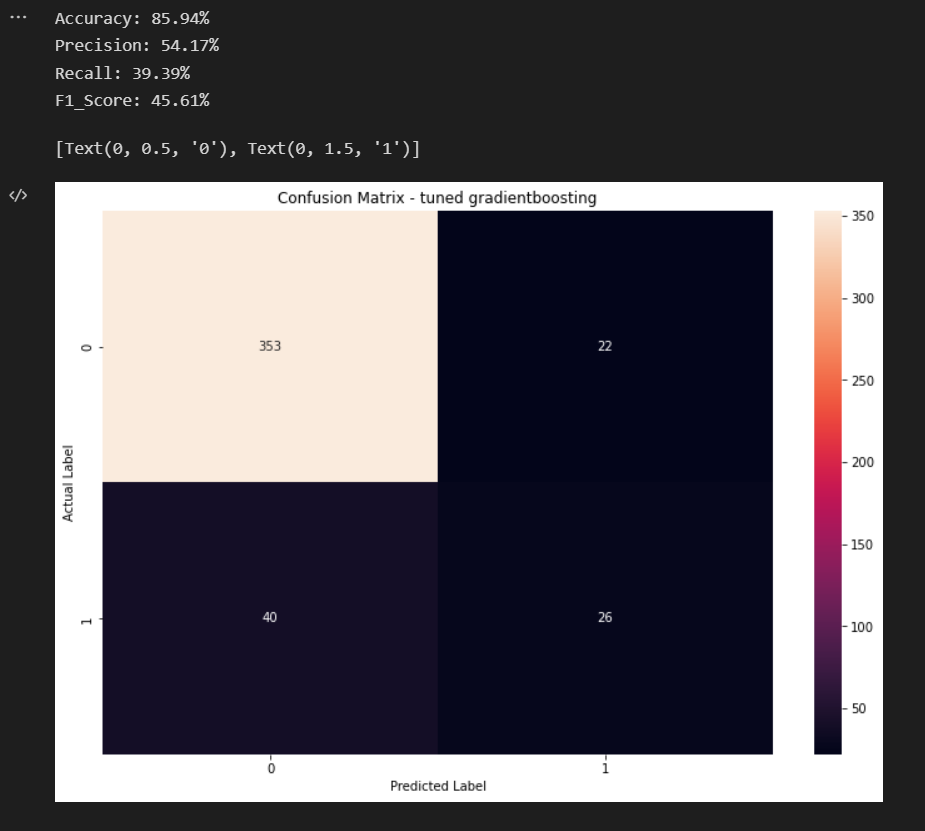 Accuracy: 85.94%
Precision: 54.17%
Recall: 39.39%
F1_Score: 45.61%
[Text(0, 0.5, '0'), Text(0, 1.5, '1')]
Confusion Matrix - tuned gradientboosting
350
300
250
200
150
100
50
0
353
22
Actual Label
1
40
26
0
1
Predicted Label